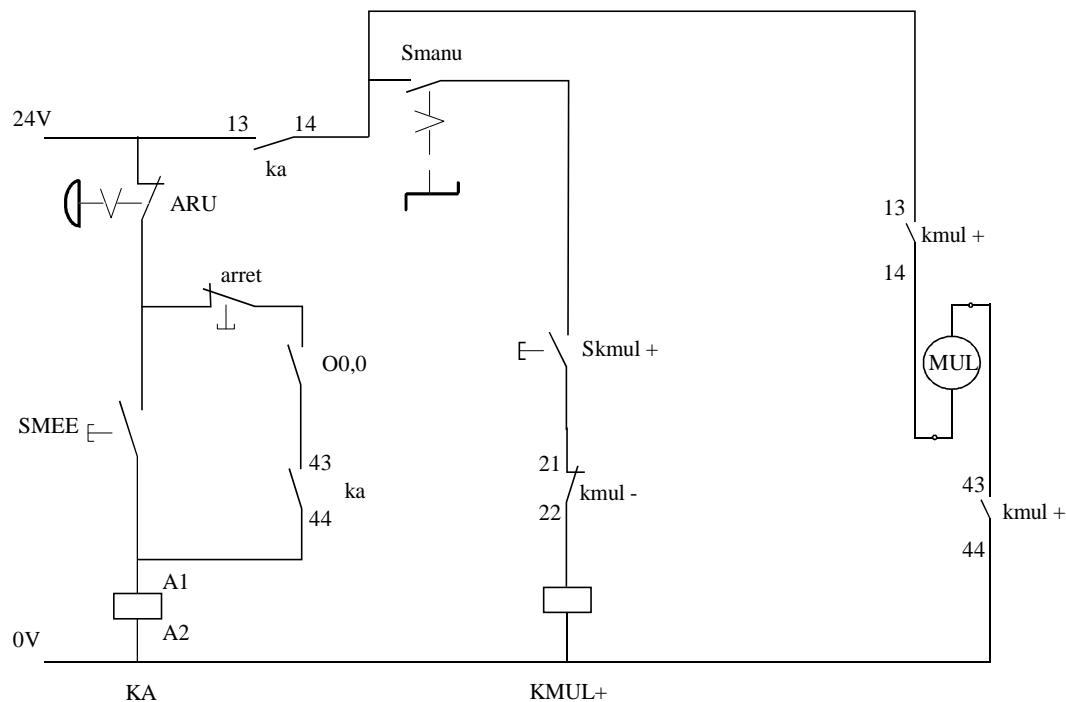 Smanu
24V
13
14
ka
ARU
13
kmul +
14
arret
O0,0
Skmul +
MUL
SMEE
43
ka
44
21
kmul -
22
43
kmul +
44
A1
A2
0V
KA
KMUL+